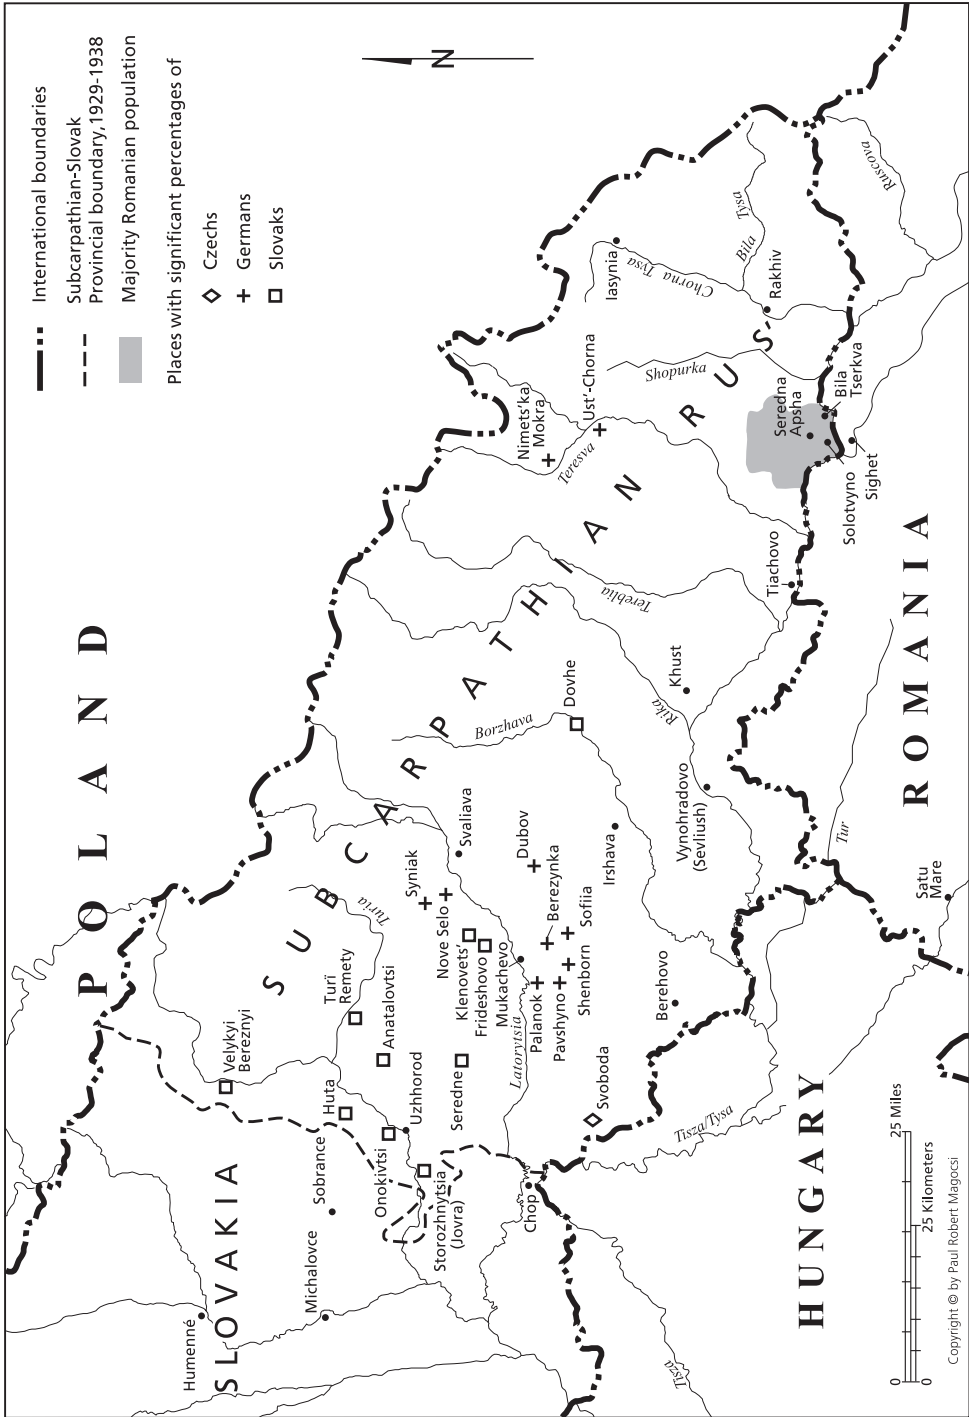 International boundaries
Subcarpathian-Slovak
Provincial boundary, 1929-1938
Majority Romanian population
Places with significant percentages of
Czechs
Germans
Slovaks
N
POLAND
SLOVAKIA
HUNGARY
ROMANIA
SUBCARPATHIAN RUS'
Humenné
Michalovce
Sobrance
Velykyi
Bereznyi
Huta
Onokivtsi
Uzhhorod
Storozhnytsia
(Jovra)
Turï
Remety
Anatalovtsi
Turia
Seredne
Chop
Syniak
Nove Selo
Klenovets'
Frideshovo
Mukachevo
Latorytsia
Svaliava
Palanok
Pavshyno
Shenborn
Sofiia
Berezynka
Dubov
Svoboda
Berehovo
Irshava
Borzhava
Dovhe
Vynohradovo
(Sevliush)
Rika
Khust
Tereblia
Tiachovo
Nimets'ka
Mokra
Ust'-Chorna
Teresva
Shopurka
Iasynia
Chorna Tysa
Bila Tysa
Rakhiv
Ruscova
Seredna
Apsha
Bila
Tserkva
Solotvyno
Sighet
Tur
Satu
Mare
Tisza/Tysa
Tisza
0 25 Miles
0 25 Kilometers
Copyright © by Paul Robert Magocsi